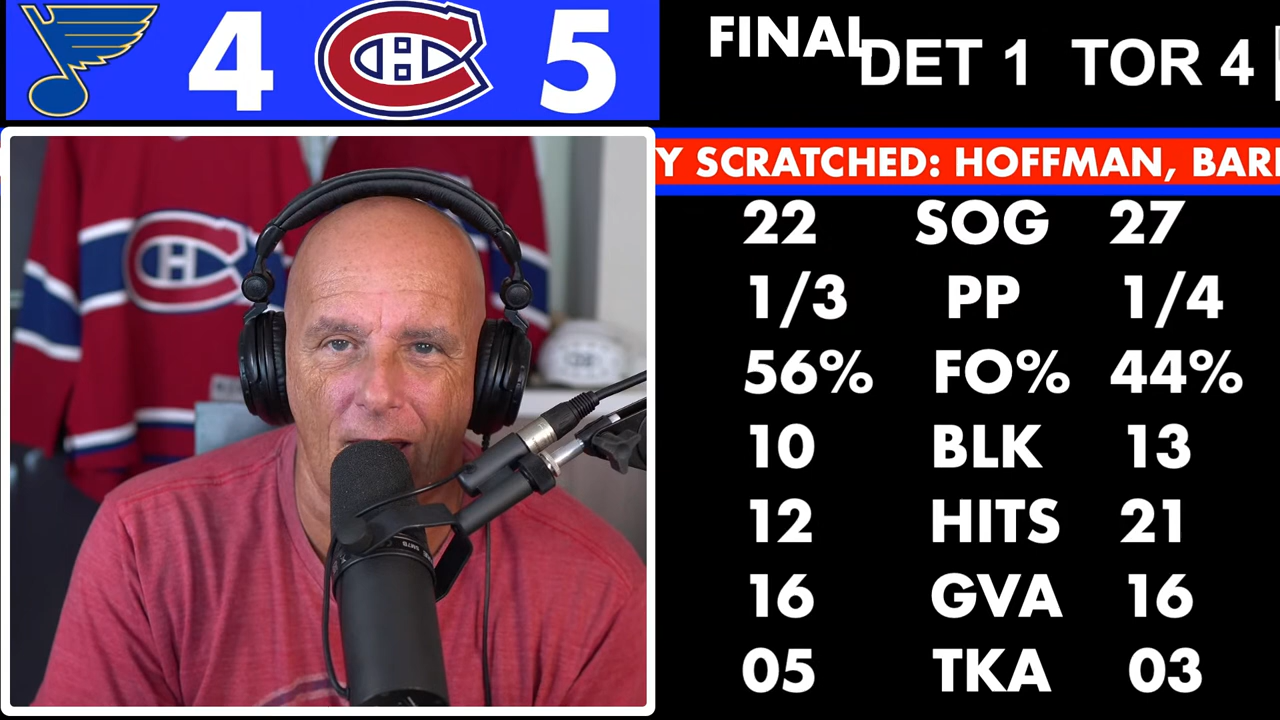 4 5 FINAL DET 1 TOR 4
Y SCRATCHED: HOFFMAN, BAR
22 SOG 27
1/3 PP 1/4
56% FO% 44%
10 BLK 13
12 HITS 21
16 GVA 16
05 TKA 03